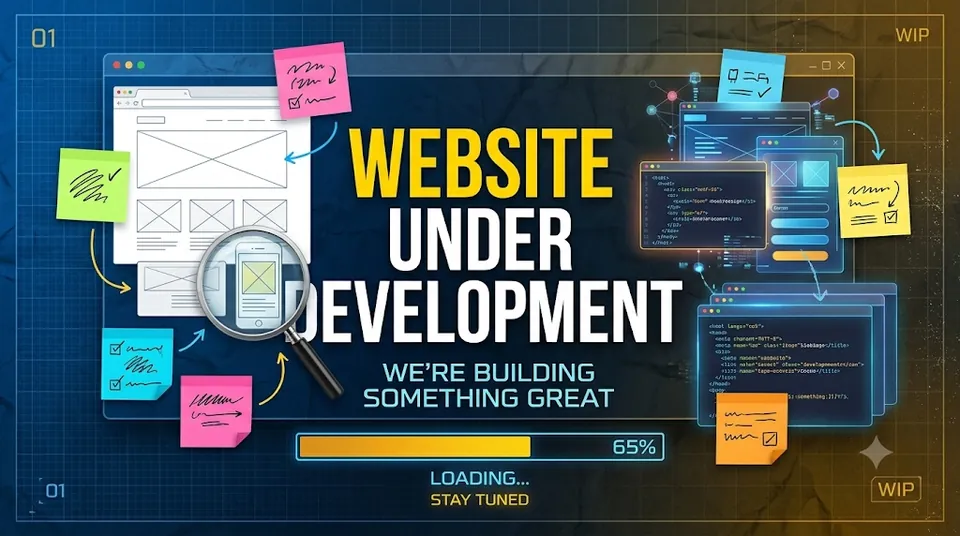 01
WIP
WEBSITE
UNDER
DEVELOPMENT
WE'RE BUILDING
SOMETHING GREAT
65%
LOADING...
STAY TUNED
01
WIP